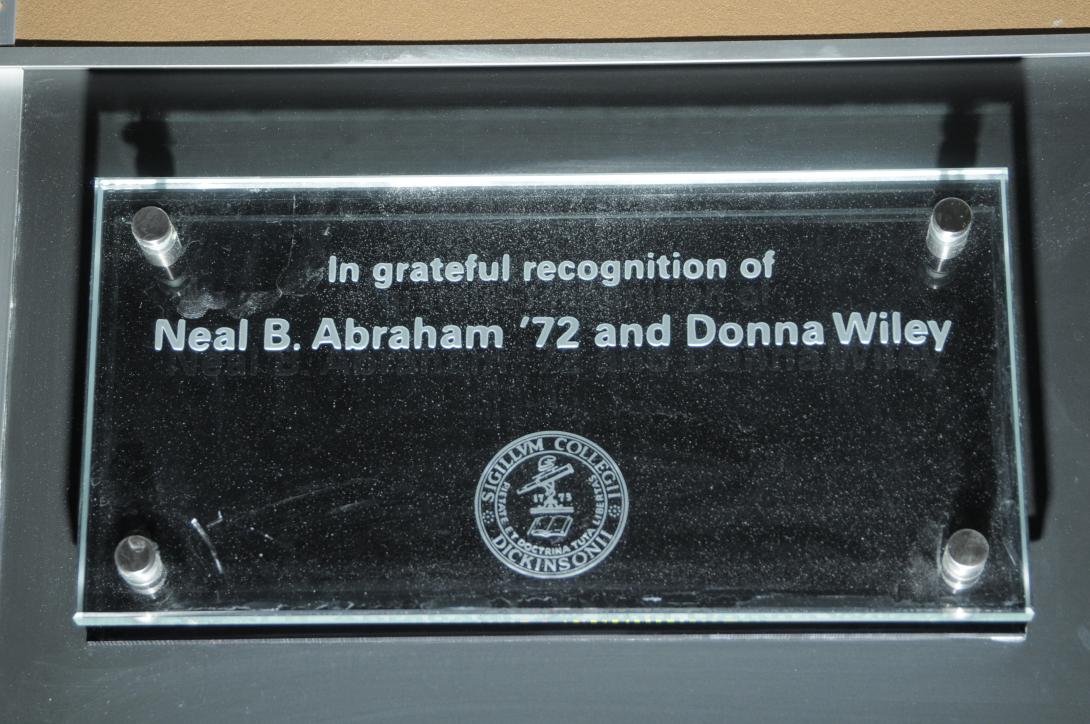 In grateful recognition of
Neal B. Abraham '72 and Donna Wiley
SIGILLVM COLLEGII
DICKINSONII
PIETATE ET DOCTRINA TUTA LIBERTAS
1773